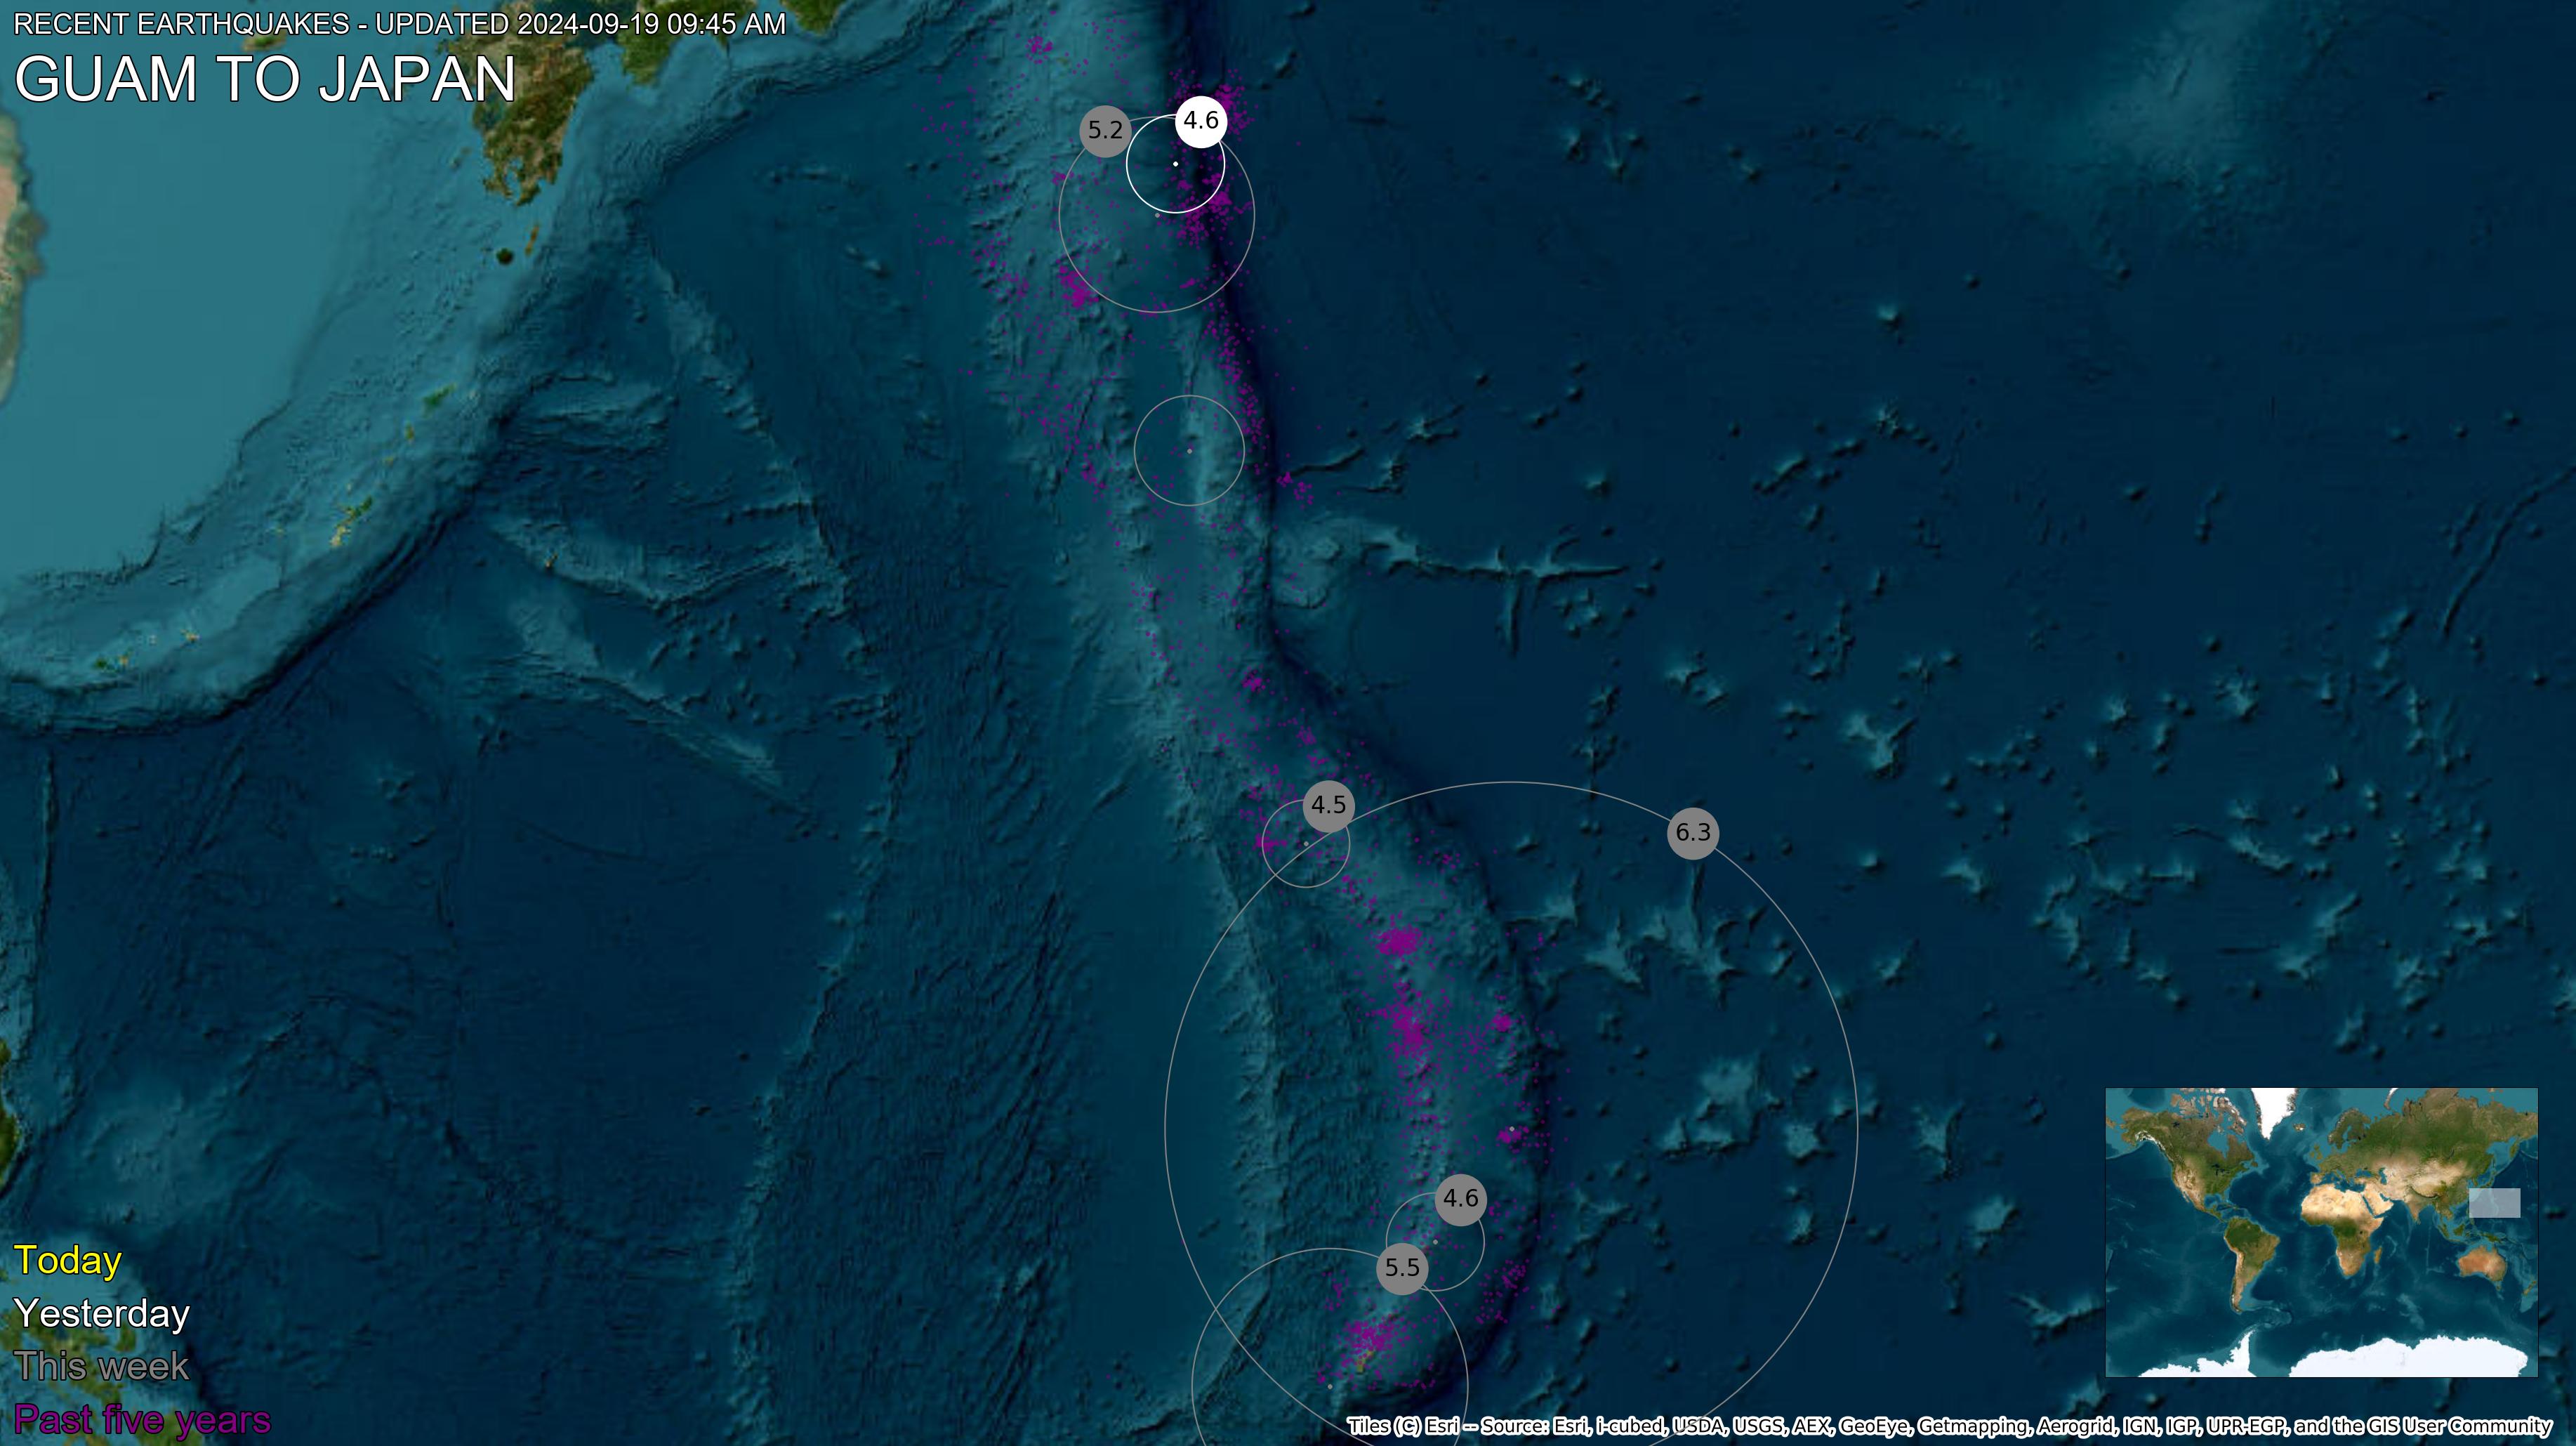 RECENT EARTHQUAKES - UPDATED 2024-09-19 09:45 AM
GUAM TO JAPAN
5.2
4.6
4.5
6.3
4.6
5.5
Today
Yesterday
This week
Past five years
Tiles (C) Esri -- Source: Esri, i-cubed, USDA, USGS, AEX, GeoEye, Getmapping, Aerogrid, IGN, IGP, UPR-EGP, and the GIS User Community